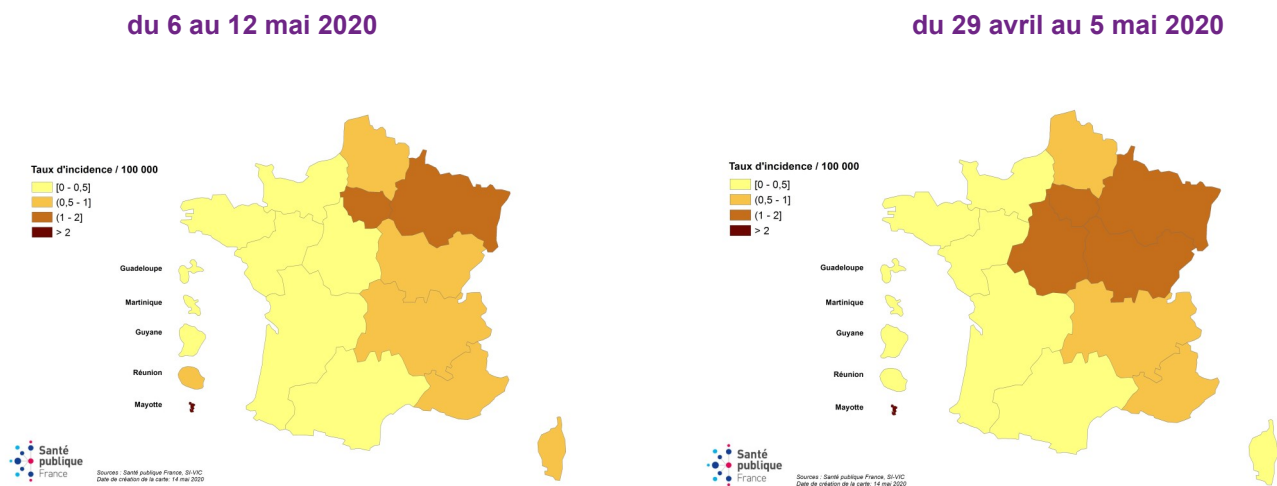 du 6 au 12 mai 2020
Taux d'incidence / 100 000
[0 - 0,5]
(0,5 - 1]
(1 - 2]
> 2
Guadeloupe
Martinique
Guyane
Réunion
Mayotte
Santé
publique
France
Sources : Santé publique France, SI-VIC
Date de création de la carte: 14 mai 2020
du 29 avril au 5 mai 2020
Taux d'incidence / 100 000
[0 - 0,5]
(0,5 - 1]
(1 - 2]
> 2
Guadeloupe
Martinique
Guyane
Réunion
Mayotte
Santé
publique
France
Sources : Santé publique France, SI-VIC
Date de création de la carte: 14 mai 2020